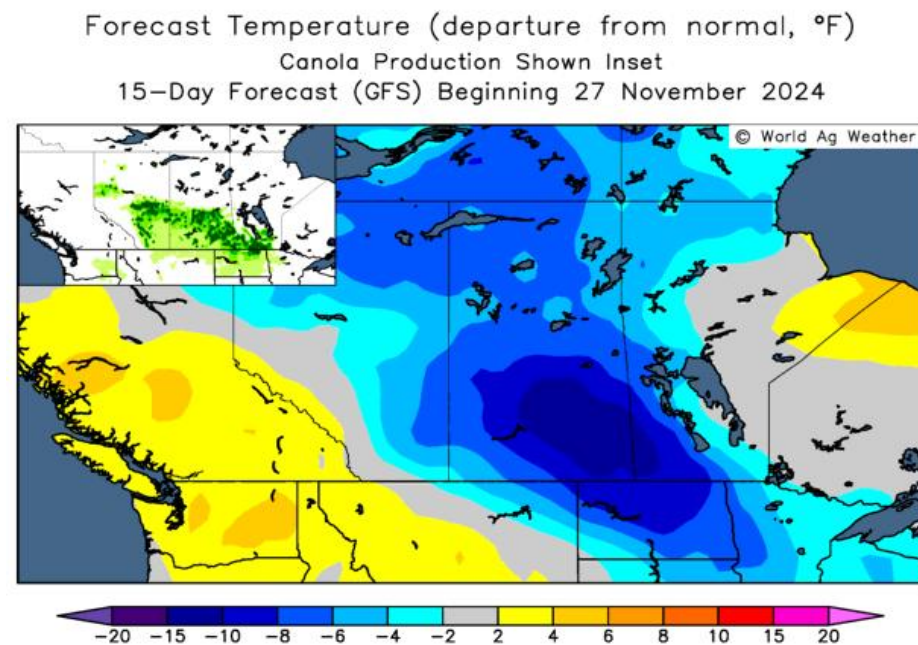 Forecast Temperature (departure from normal, °F)
Canola Production Shown Inset
15-Day Forecast (GFS) Beginning 27 November 2024
© World Ag Weather
-20 -15 -10 -8 -6 -4 -2 2 4 6 8 10 15 20